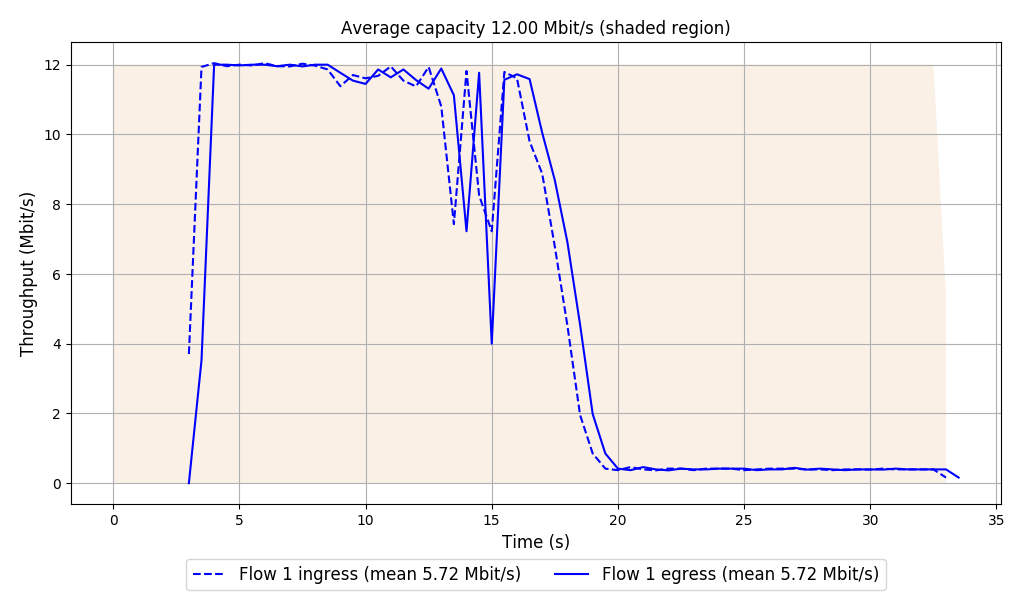 Average capacity 12.00 Mbit/s (shaded region)
Throughput (Mbit/s)
12
10
8
6
4
2
0
0 5 10 15 20 25 30 35
Time (s)
Flow 1 ingress (mean 5.72 Mbit/s) Flow 1 egress (mean 5.72 Mbit/s)